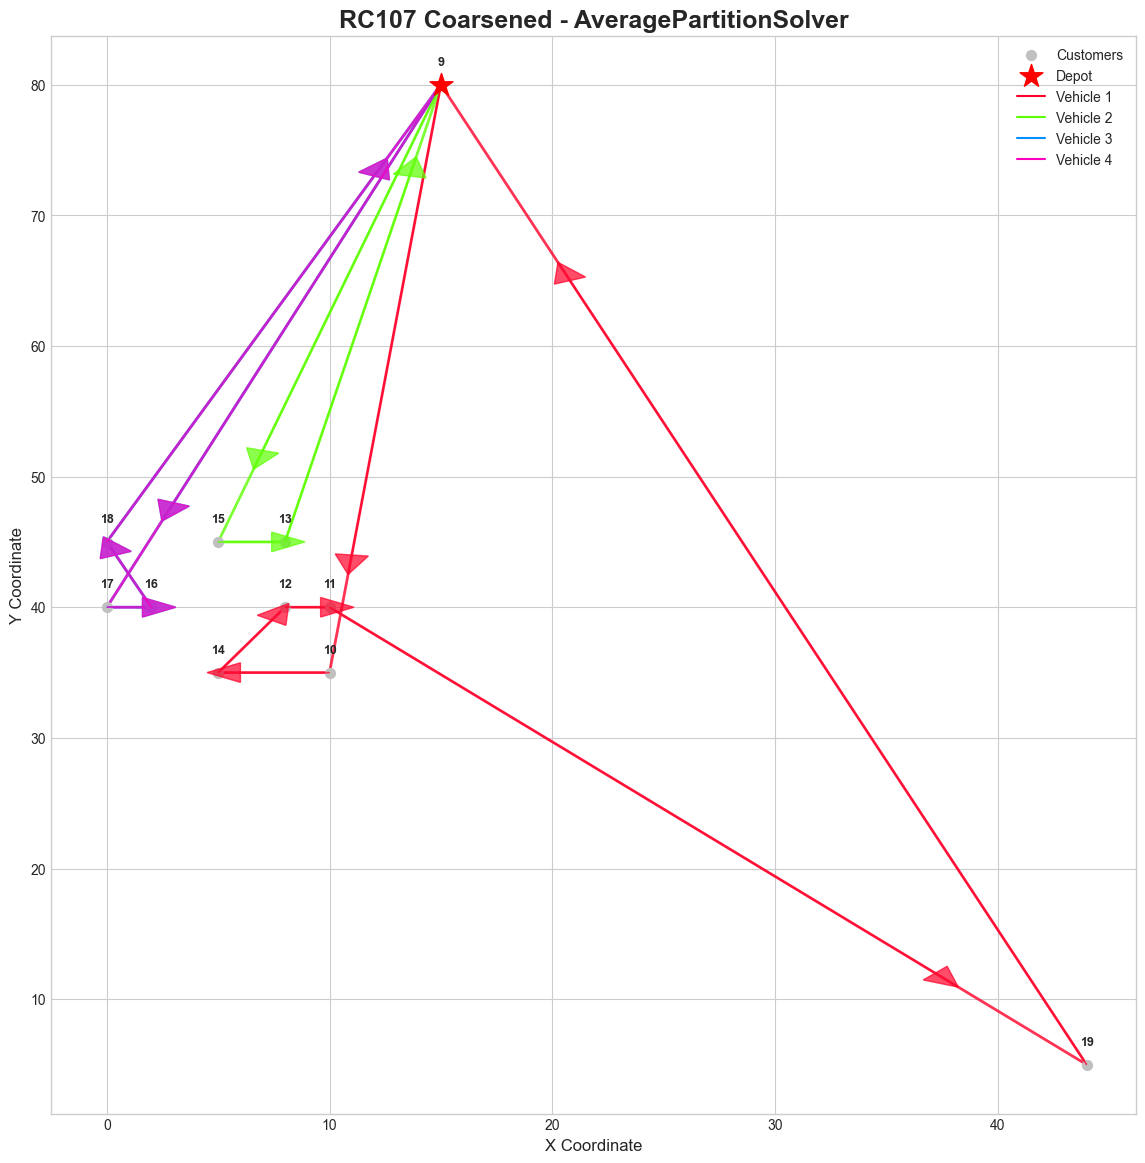 RC107 Coarsened - AveragePartitionSolver
Customers
Depot
Vehicle 1
Vehicle 2
Vehicle 3
Vehicle 4
9
18
15
13
17
16
12
11
14
10
19
80
70
60
50
40
30
20
10
Y Coordinate
0
10
20
30
40
X Coordinate